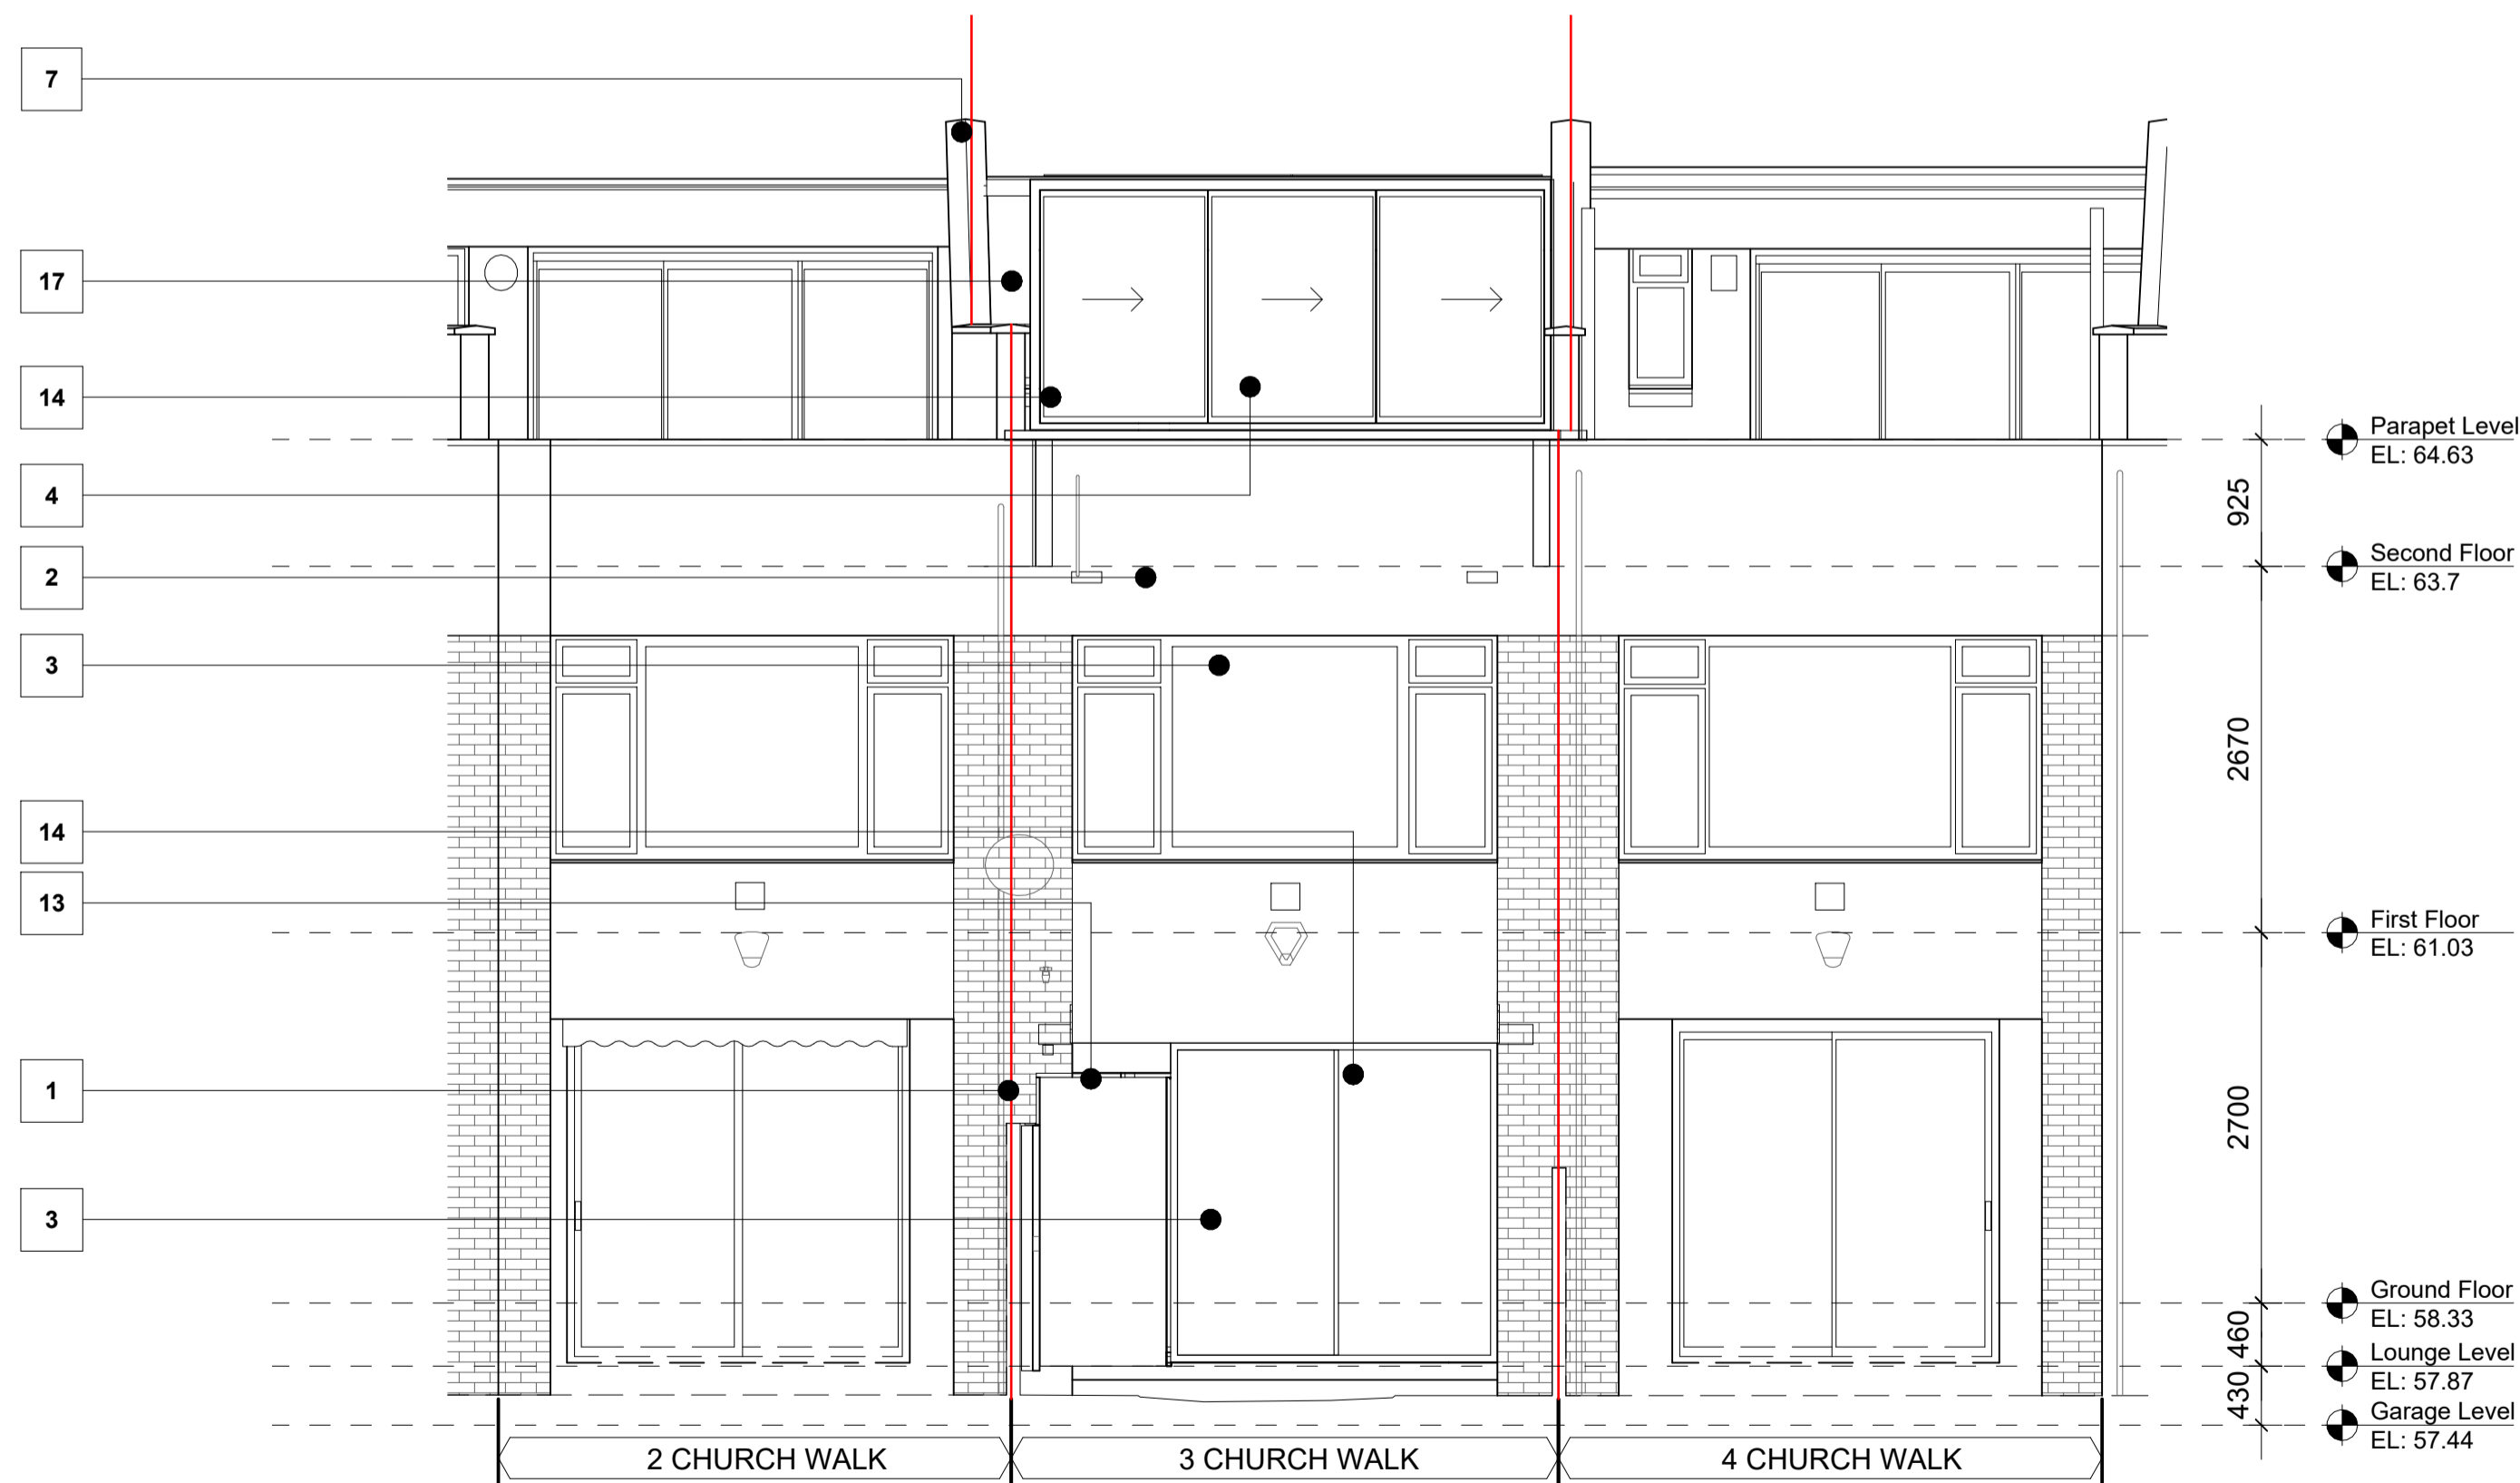 7
17
14
4
2
3
14
13
1
3
Parapet Level
EL: 64.63
925
Second Floor
EL: 63.7
2670
First Floor
EL: 61.03
2700
Ground Floor
EL: 58.33
460
Lounge Level
EL: 57.87
430
Garage Level
EL: 57.44
2 CHURCH WALK
3 CHURCH WALK
4 CHURCH WALK